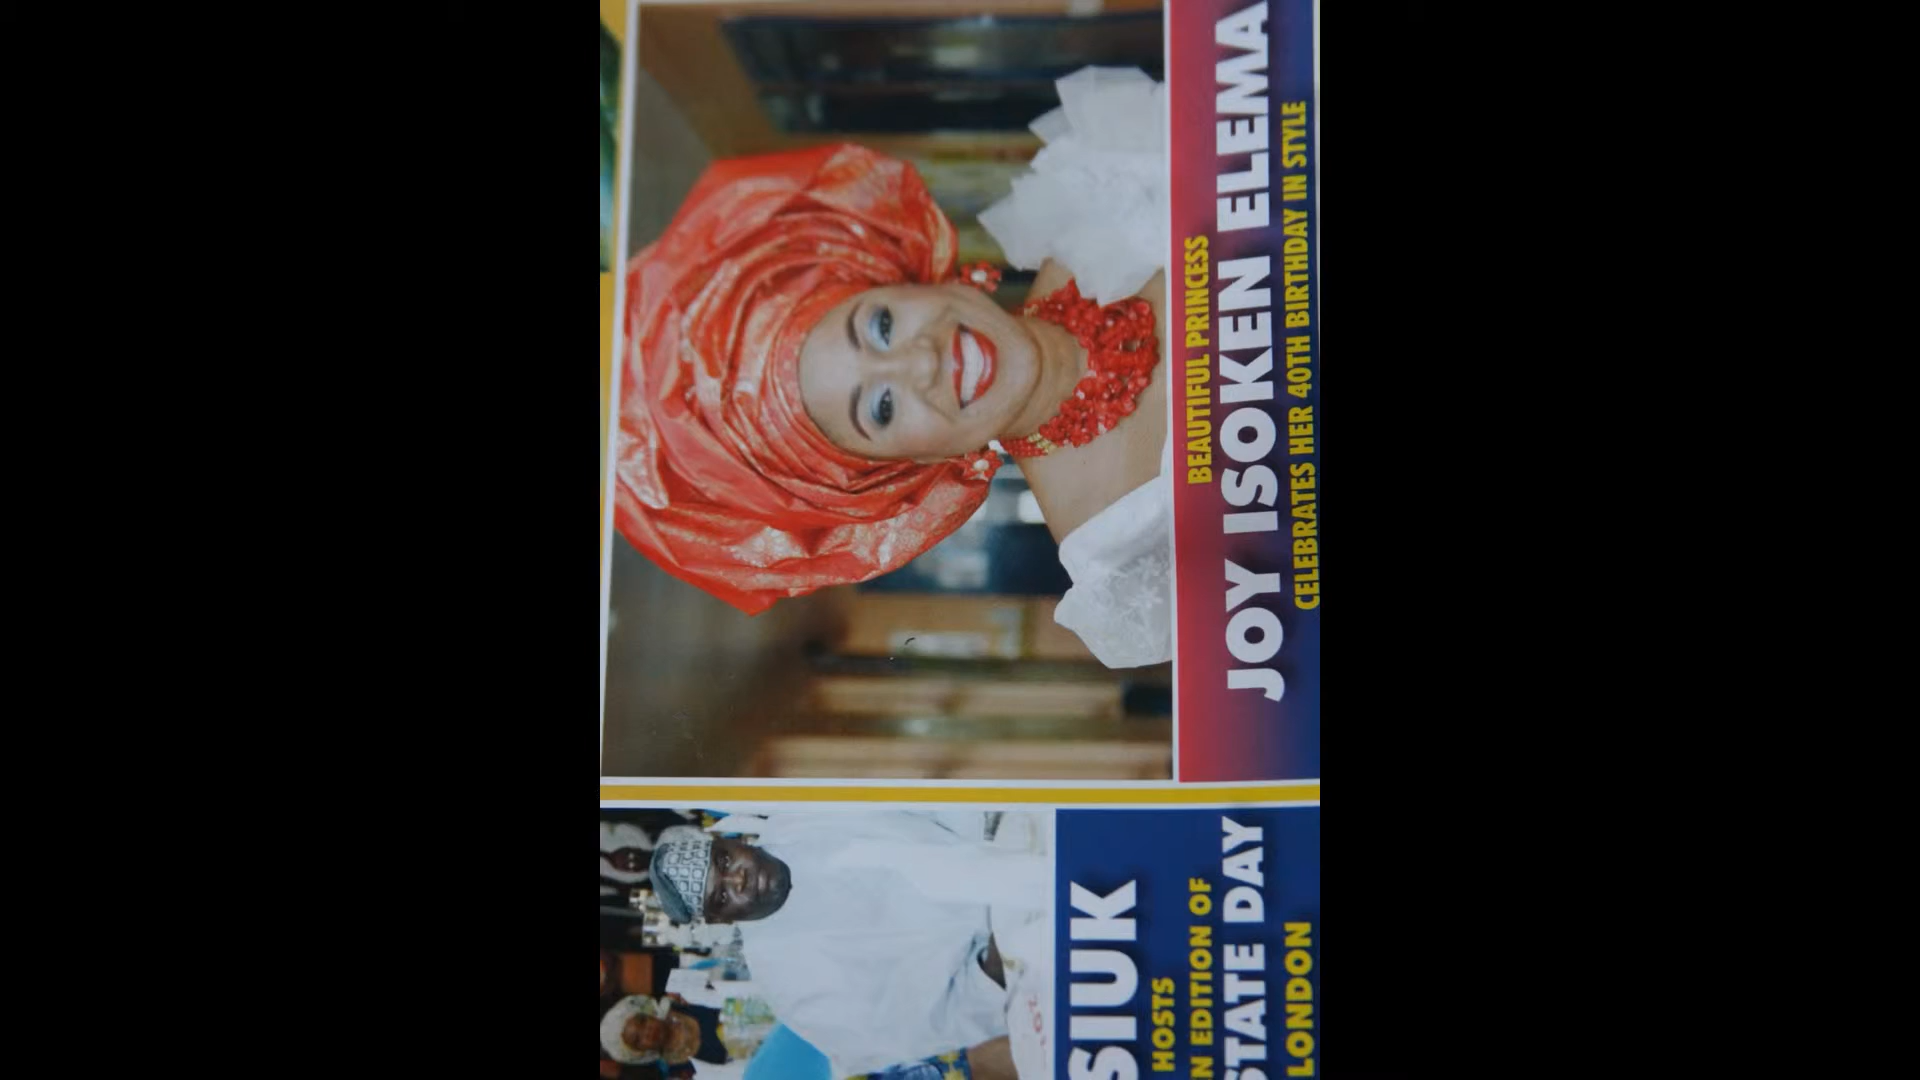 BEAUTIFUL PRINCESS
JOY ISOKEN ELEMA
CELEBRATES HER 40TH BIRTHDAY IN STYLE
SIUK
HOSTS
EDITION OF
STATE DAY
LONDON